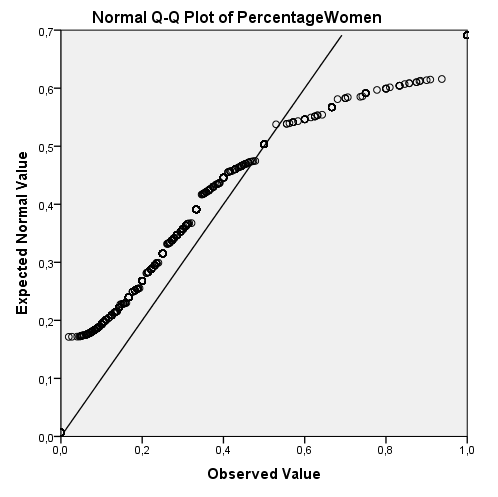 Normal Q-Q Plot of PercentageWomen
Expected Normal Value
0,7
0,6
0,5
0,4
0,3
0,2
0,1
0,0
0,0 0,2 0,4 0,6 0,8 1,0
Observed Value